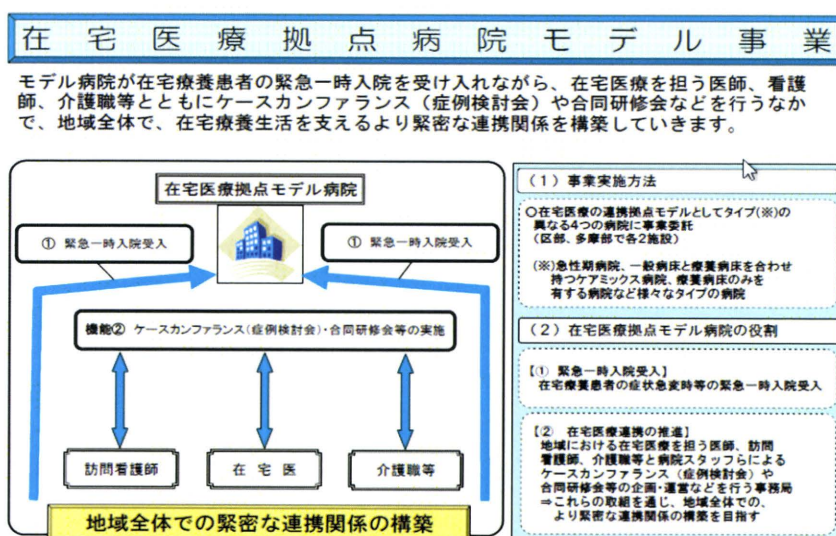 在宅医療拠点病院モデル事業
モデル病院が在宅療養患者の緊急一時入院を受け入れながら、在宅医療を担う医師、看護
師、介護職等とともにケースカンファランス（症例検討会）や合同研修会などを行うなか
で、地域全体で、在宅療養生活を支えるより緊密な連携関係を構築していきます。
在宅医療拠点モデル病院
① 緊急一時入院受入
① 緊急一時入院受入
機能② ケースカンファランス（症例検討会）・合同研修会等の実施
訪問看護師
在宅医
介護職等
地域全体での緊密な連携関係の構築
（１）事業実施方法
〇在宅医療の連携拠点モデルとしてタイプ(※)の
異なる4つの病院に事業委託
（区部、多摩部で各2施設）
(※)急性期病院、一般病床と療養病床を合わせ
持つケアミックス病院、療養病床のみを
有する病院など様々なタイプの病院
（２）在宅医療拠点モデル病院の役割
【① 緊急一時入院受入】
在宅療養患者の症状急変時等の緊急一時入院受入
【② 在宅医療連携の推進】
地域における在宅医療を担う医師、訪問
看護師、介護職等と病院スタッフらによる
ケースカンファランス（症例検討会）や
合同研修会等の企画・運営などを行う事務局
⇒これらの取組を通じ、地域全体での、
より緊密な連携関係の構築を目指す